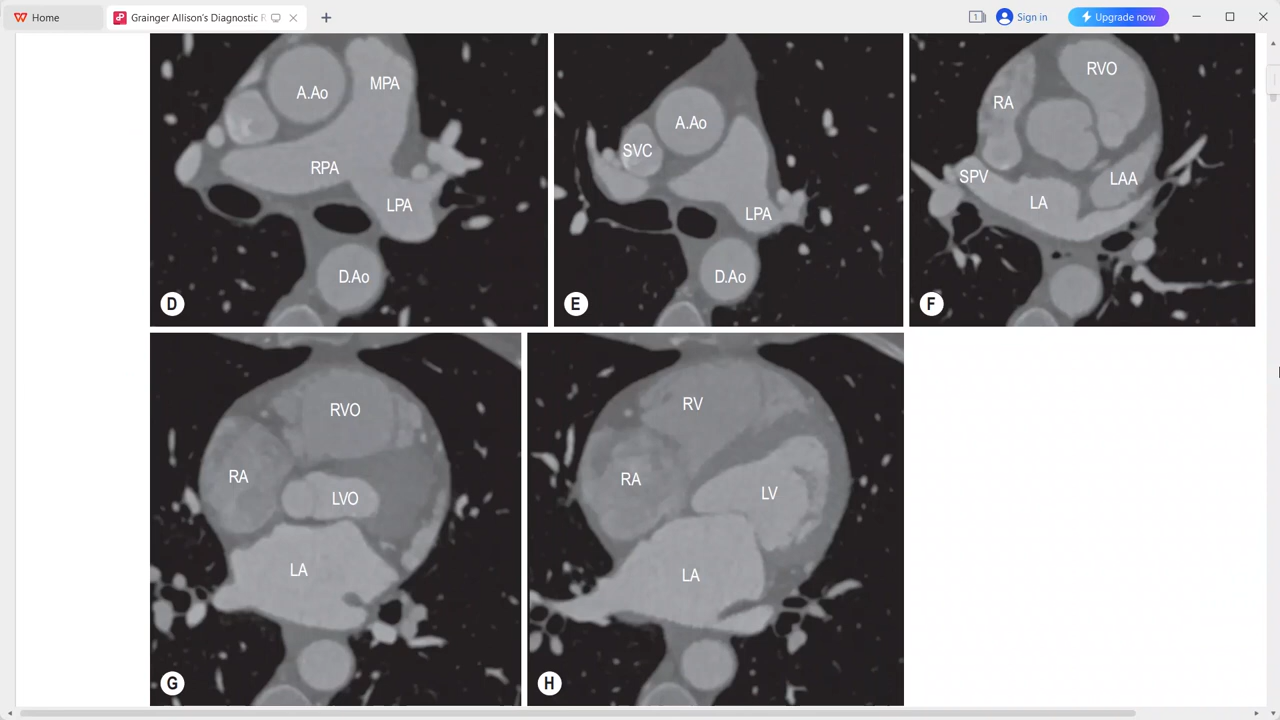 Home
Grainger Allison's Diagnostic R
1
Sign in
Upgrade now
A.Ao
MPA
RPA
LPA
D.Ao
D
A.Ao
SVC
LPA
D.Ao
E
RVO
RA
SPV
LAA
LA
F
RVO
RA
LVO
LA
G
RV
RA
LV
LA
H